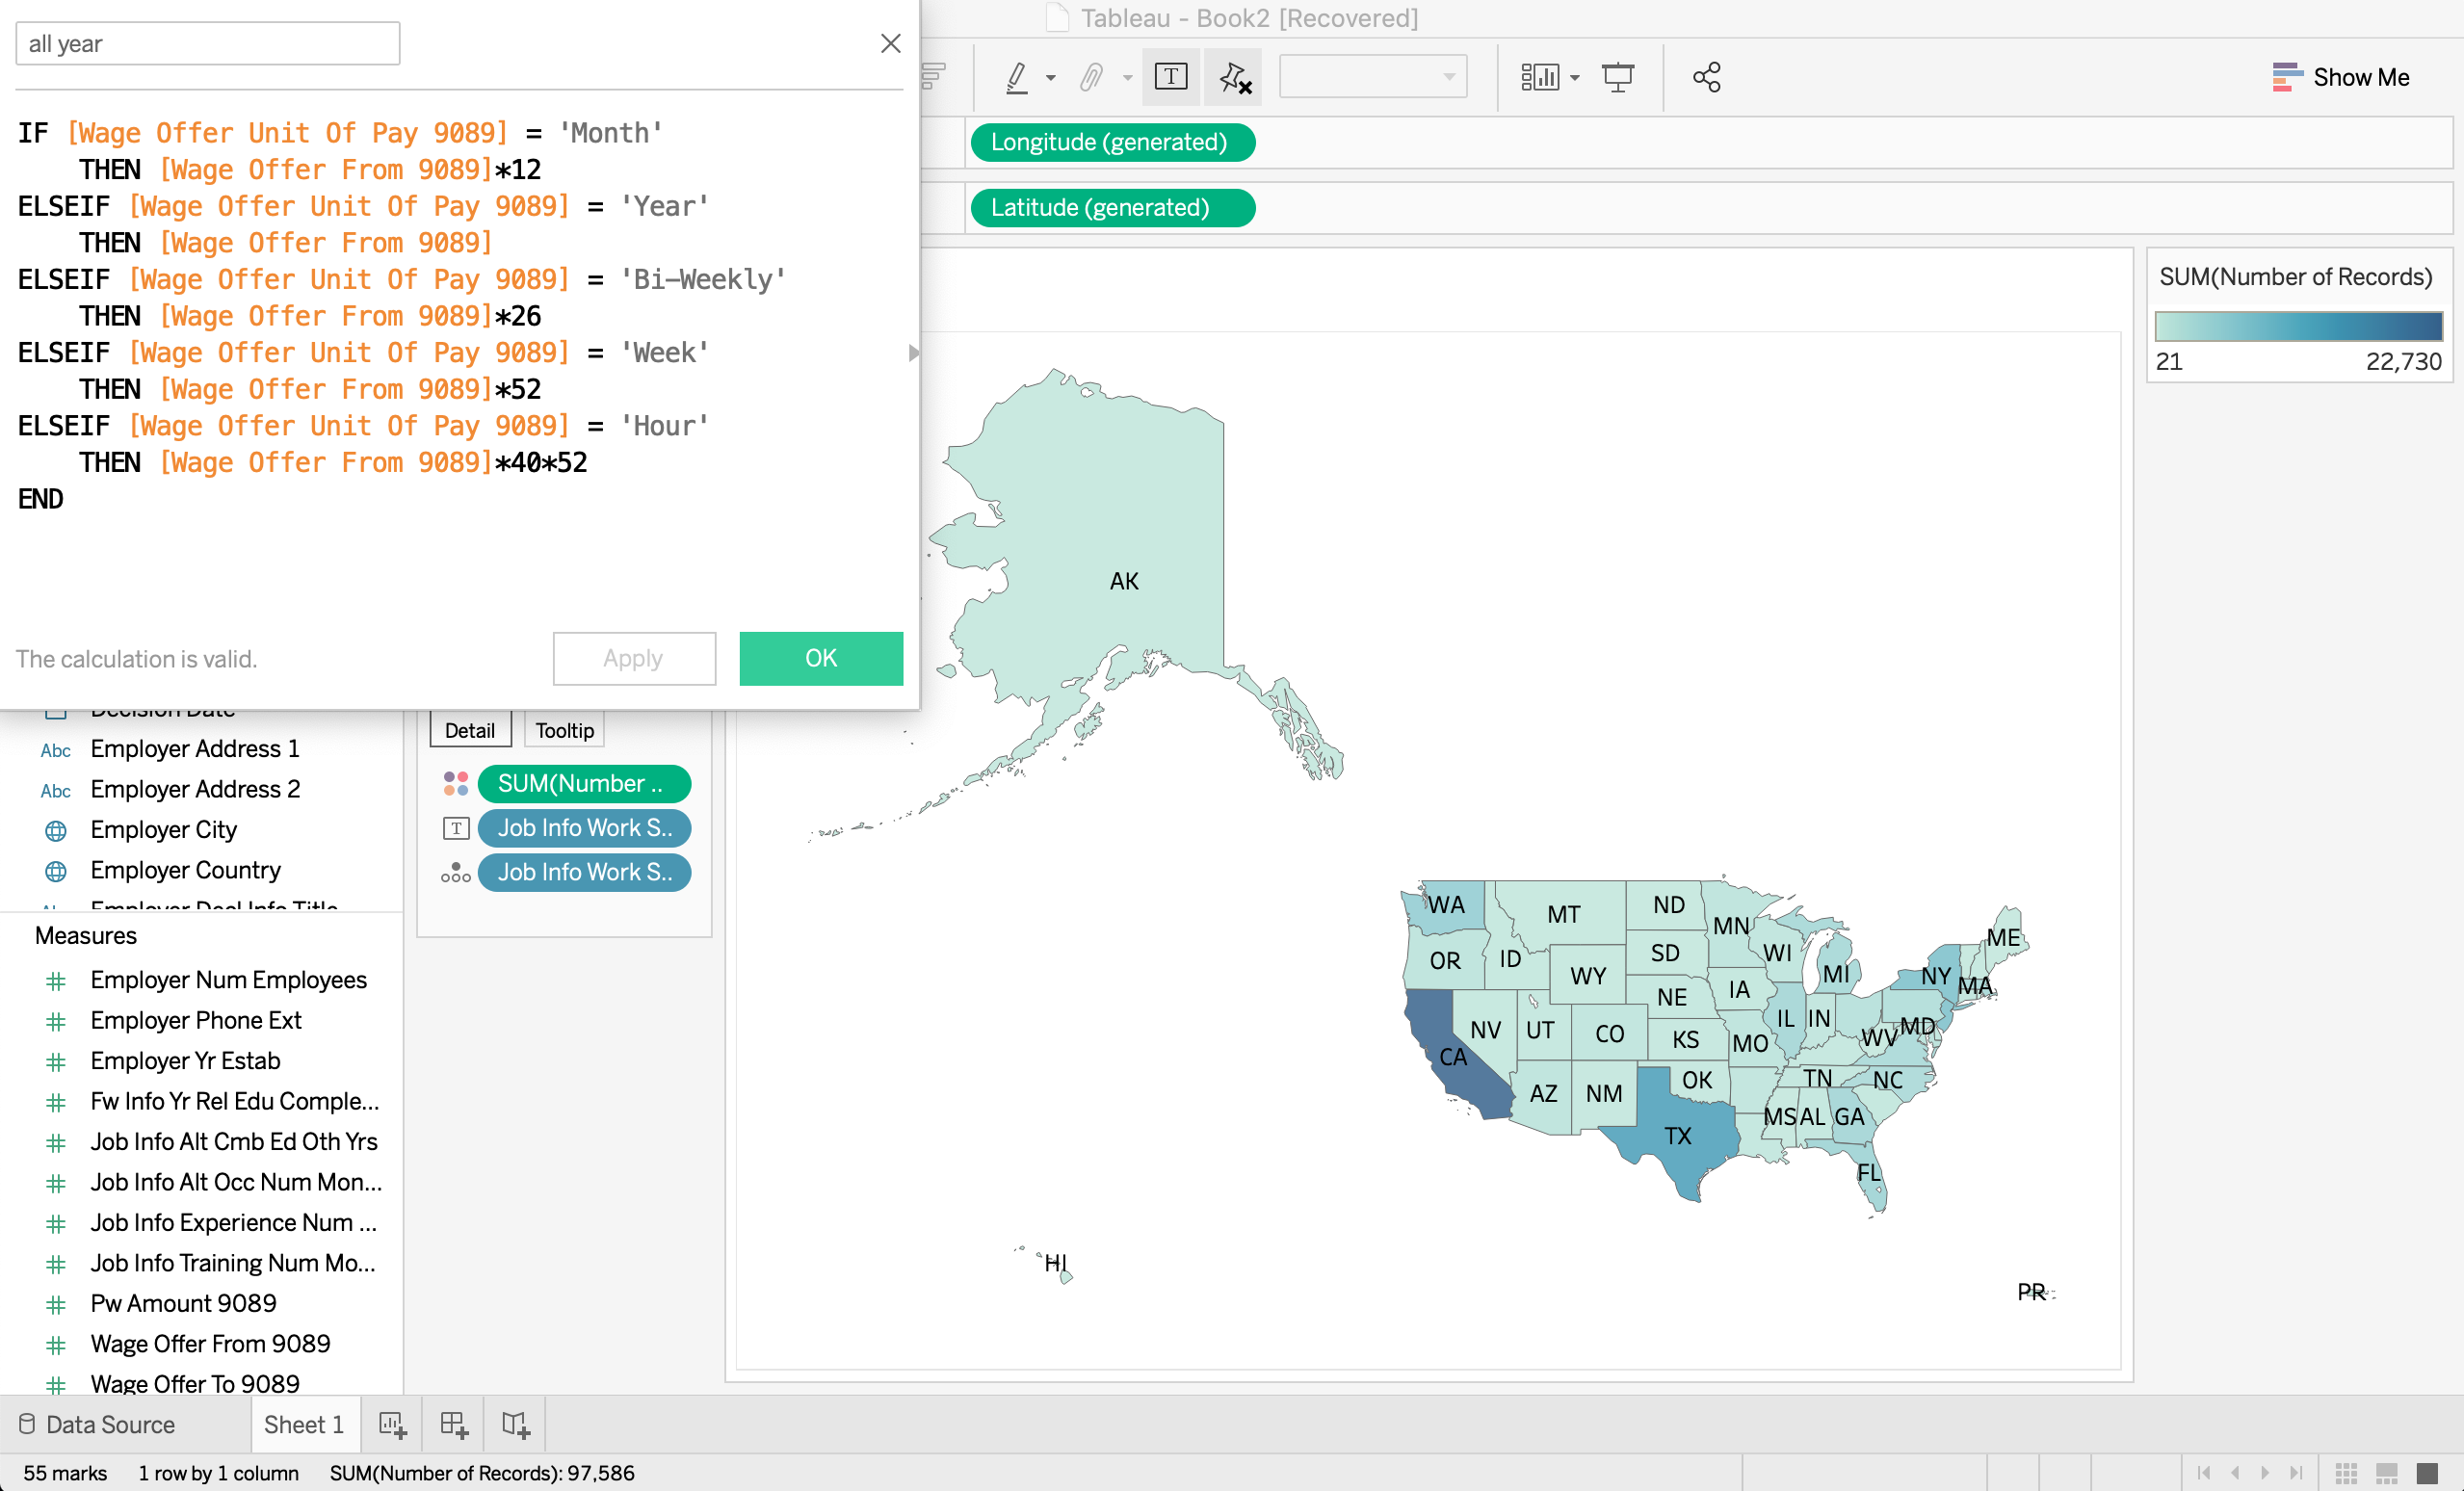 Tableau - Book2 [Recovered]
all year
IF [Wage Offer Unit Of Pay 9089] = 'Month'
THEN [Wage Offer From 9089]*12
ELSEIF [Wage Offer Unit Of Pay 9089] = 'Year'
THEN [Wage Offer From 9089]
ELSEIF [Wage Offer Unit Of Pay 9089] = 'Bi-Weekly'
THEN [Wage Offer From 9089]*26
ELSEIF [Wage Offer Unit Of Pay 9089] = 'Week'
THEN [Wage Offer From 9089]*52
ELSEIF [Wage Offer Unit Of Pay 9089] = 'Hour'
THEN [Wage Offer From 9089]*40*52
END
The calculation is valid.
Apply
OK
T
Show Me
Longitude (generated)
Latitude (generated)
SUM(Number of Records)
21 22,730
Decision Date
Abc Employer Address 1
Abc Employer Address 2
Employer City
Employer Country
Employer Decl Info Title
Measures
Employer Num Employees
Employer Phone Ext
Employer Yr Estab
Fw Info Yr Rel Edu Comple...
Job Info Alt Cmb Ed Oth Yrs
Job Info Alt Occ Num Mon...
Job Info Experience Num ...
Job Info Training Num Mo...
Pw Amount 9089
Wage Offer From 9089
Wage Offer To 9089
Detail
Tooltip
SUM(Number ..
T Job Info Work S..
Job Info Work S..
AK
WA
MT
ND
MN
ME
OR
ID
SD
WI
WY
MI
NY
MA
NE
IA
NV
UT
CO
KS
MO
IL
IN
WV
MD
CA
AZ
NM
OK
TN
NC
TX
MS
AL
GA
FL
HI
PR
Data Source
Sheet 1
55 marks
1 row by 1 column
SUM(Number of Records): 97,586